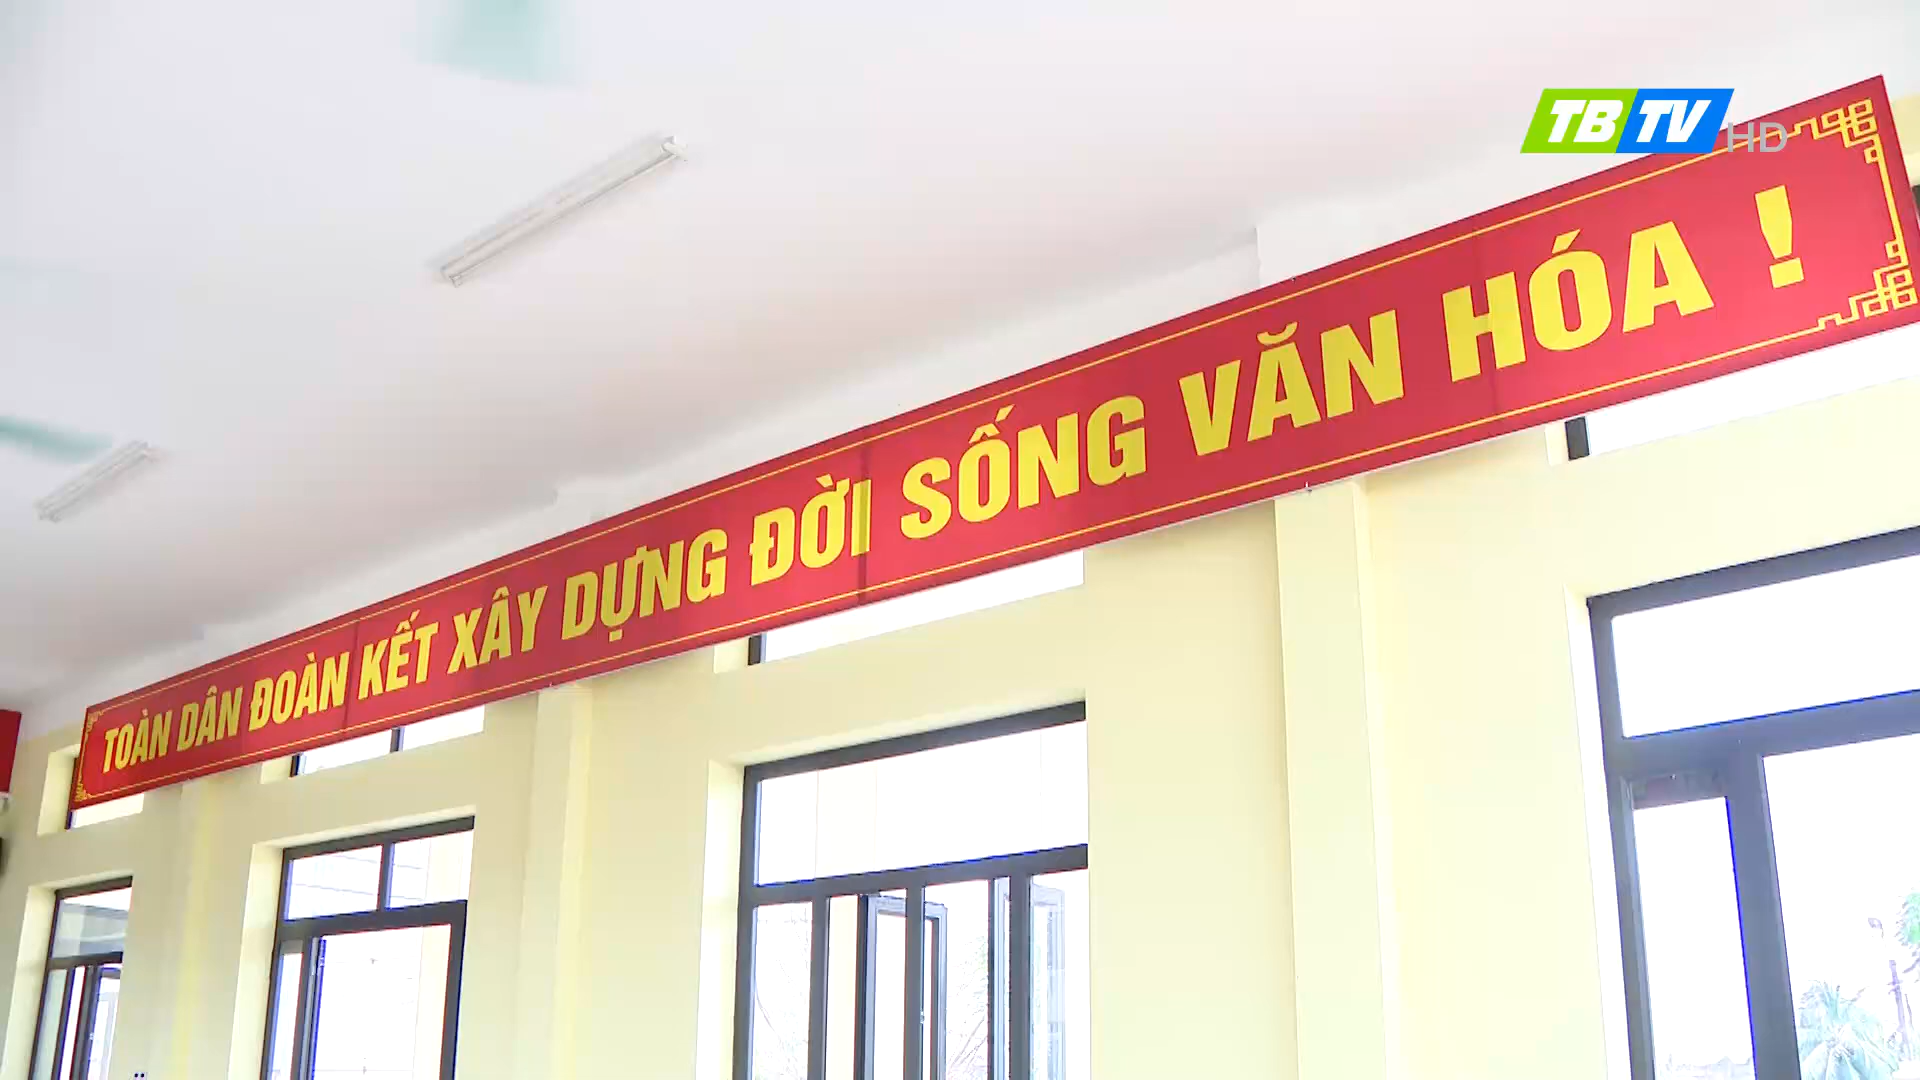 TBTV HD
TOÀN DÂN ĐOÀN KẾT XÂY DỰNG ĐỜI SỐNG VĂN HÓA !